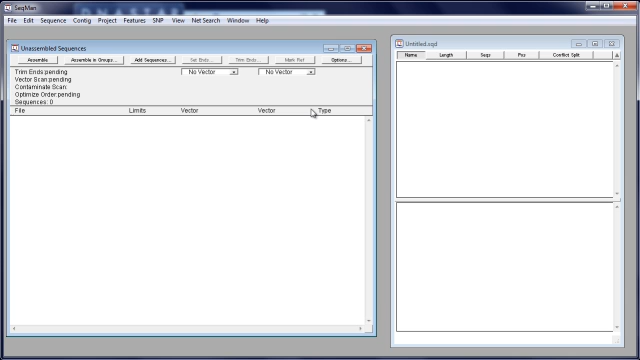 SeqMan
File Edit Sequence Contig Project Features SNP View Net Search Window Help
Unassembled Sequences
Assemble Assemble in Groups... Add Sequences... Set Ends... Trim Ends... Mark Ref Options...
Trim Ends:pending No Vector No Vector
Vector Scan:pending
Contaminate Scan:
Optimize Order:pending
Sequences: 0
File Limits Vector Vector Type
Untitled.sqd
Name Length Seqs Pos Conflict Split